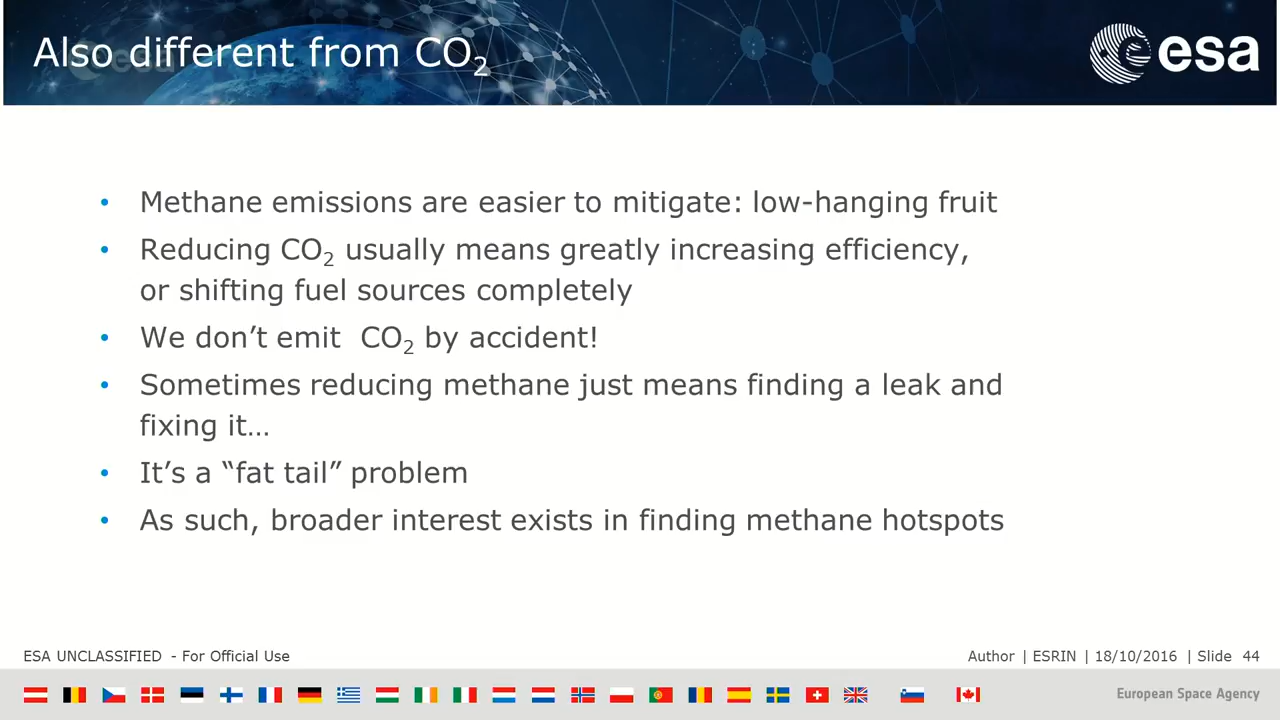 Also different from CO₂
esa
• Methane emissions are easier to mitigate: low-hanging fruit
• Reducing CO₂ usually means greatly increasing efficiency,
or shifting fuel sources completely
• We don’t emit  CO₂ by accident!
• Sometimes reducing methane just means finding a leak and
fixing it…
• It’s a “fat tail” problem
• As such, broader interest exists in finding methane hotspots
ESA UNCLASSIFIED - For Official Use
Author | ESRIN | 18/10/2016 | Slide 44
European Space Agency